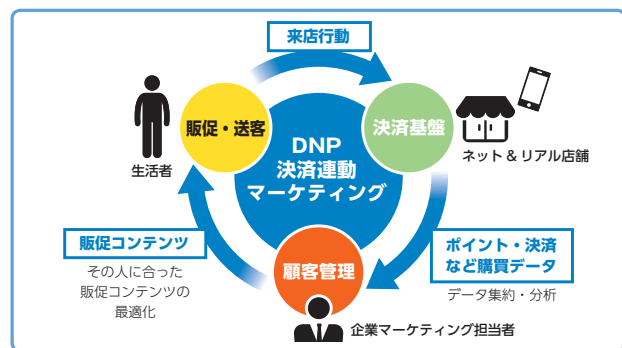 来店行動
販促・送客
決済基盤
DNP
決済連動
マーケティング
生活者
ネット & リアル店舗
販促コンテンツ
その人に合った
販促コンテンツの
最適化
顧客管理
ポイント・決済
など購買データ
データ集約・分析
企業マーケティング担当者